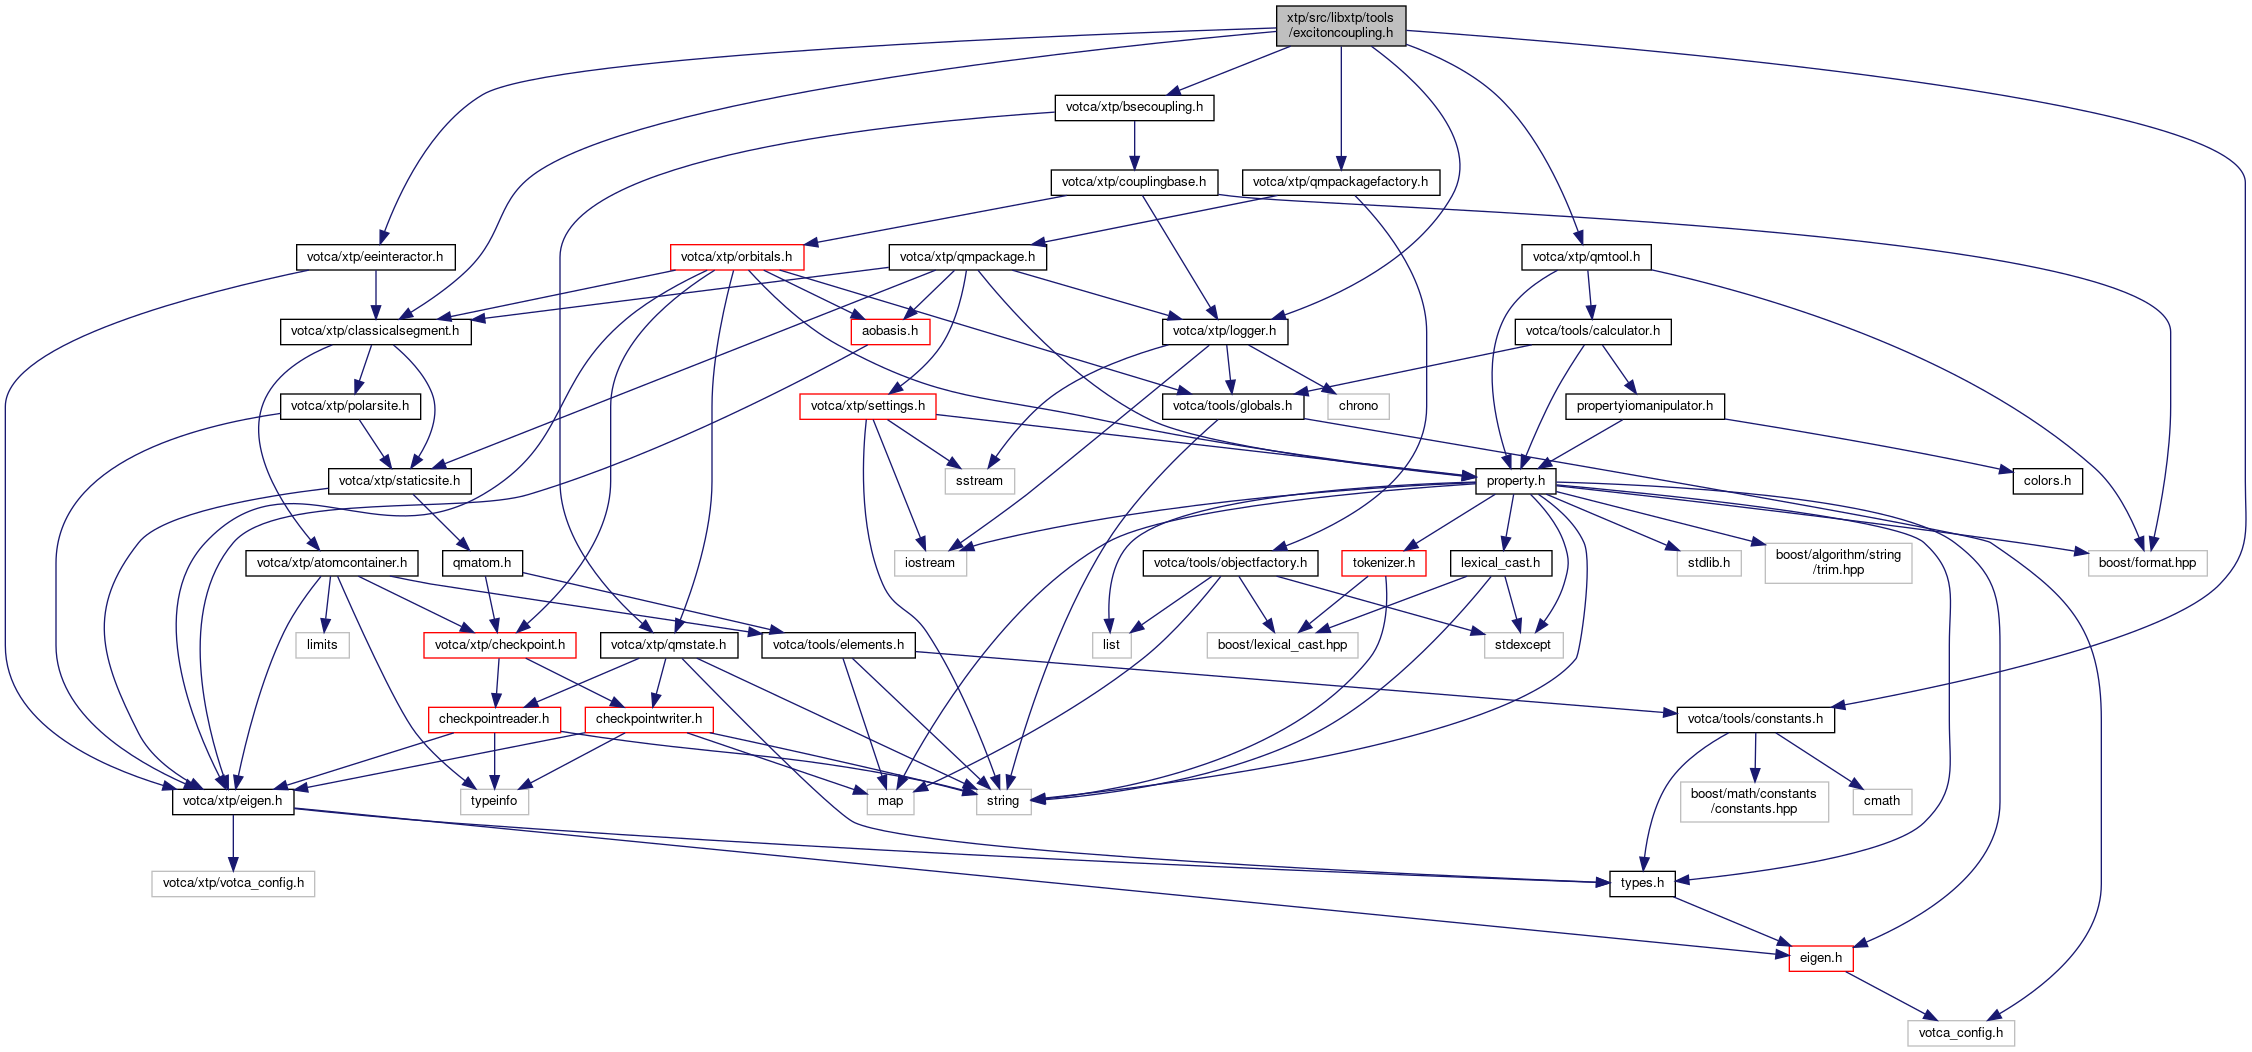 xtp/src/libxtp/tools
/excitoncoupling.h
votca/xtp/bsecoupling.h
votca/xtp/couplingbase.h
votca/xtp/qmpackagefactory.h
votca/xtp/eeinteractor.h
votca/xtp/orbitals.h
votca/xtp/qmpackage.h
votca/xtp/qmtool.h
votca/xtp/classicalsegment.h
aobasis.h
votca/xtp/logger.h
votca/tools/calculator.h
votca/xtp/polarsite.h
votca/xtp/settings.h
votca/tools/globals.h
chrono
propertyiomanipulator.h
votca/xtp/staticsite.h
sstream
property.h
colors.h
votca/xtp/atomcontainer.h
qmatom.h
iostream
votca/tools/objectfactory.h
tokenizer.h
lexical_cast.h
stdlib.h
boost/algorithm/string
/trim.hpp
boost/format.hpp
limits
votca/xtp/checkpoint.h
votca/xtp/qmstate.h
votca/tools/elements.h
list
boost/lexical_cast.hpp
stdexcept
checkpointreader.h
checkpointwriter.h
votca/tools/constants.h
votca/xtp/eigen.h
typeinfo
map
string
boost/math/constants
/constants.hpp
cmath
votca/xtp/votca_config.h
types.h
eigen.h
votca_config.h